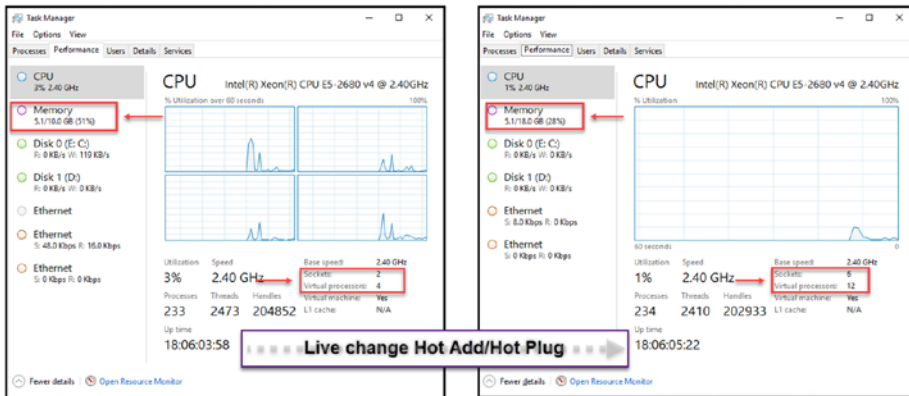 Task Manager
File Options View
Processes Performance Users Details Services
CPU
3% 2.40 GHz
Memory
5.1/10.0 GB (51%)
Disk 0 (E: C:)
R: 0 KB/s W: 119 KB/s
Disk 1 (D:)
R: 0 KB/s W: 0 KB/s
Ethernet
Ethernet
S: 48.0 Kbps R: 16.0 Kbps
Ethernet
S: 0 Kbps R: 0 Kbps
CPU Intel(R) Xeon(R) CPU E5-2680 v4 @ 2.40GHz
% Utilization over 60 seconds 100%
Utilization Speed Base speed: 2.40 GHz
3% 2.40 GHz Sockets: 2
Virtual processors: 4
Processes Threads Handles Virtual machine: Yes
233 2473 204852 L1 cache: N/A
Up time
18:06:03:58
Fewer details Open Resource Monitor
Task Manager
File Options View
Processes Performance Users Details Services
CPU
1% 2.40 GHz
Memory
5.1/18.0 GB (28%)
Disk 0 (E: C:)
R: 0 KB/s W: 0 KB/s
Disk 1 (D:)
R: 0 KB/s W: 0 KB/s
Ethernet
S: 8.0 Kbps R: 0 Kbps
Ethernet
S: 0 Kbps R: 0 Kbps
CPU Intel(R) Xeon(R) CPU E5-2680 v4 @ 2.40GHz
% Utilization 100%
60 seconds 0
Utilization Speed Base speed: 2.40 GHz
1% 2.40 GHz Sockets: 6
Virtual processors: 12
Processes Threads Handles Virtual machine: Yes
234 2410 202933 L1 cache: N/A
Up time
18:06:05:22
Fewer details Open Resource Monitor
Live change Hot Add/Hot Plug